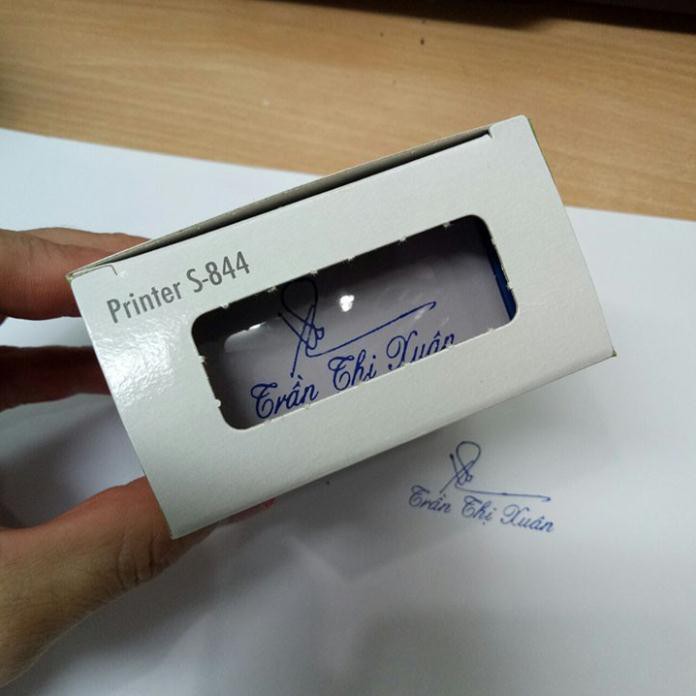 Printer S-844
Trần Thị Xuân
Trần Thị Xuân